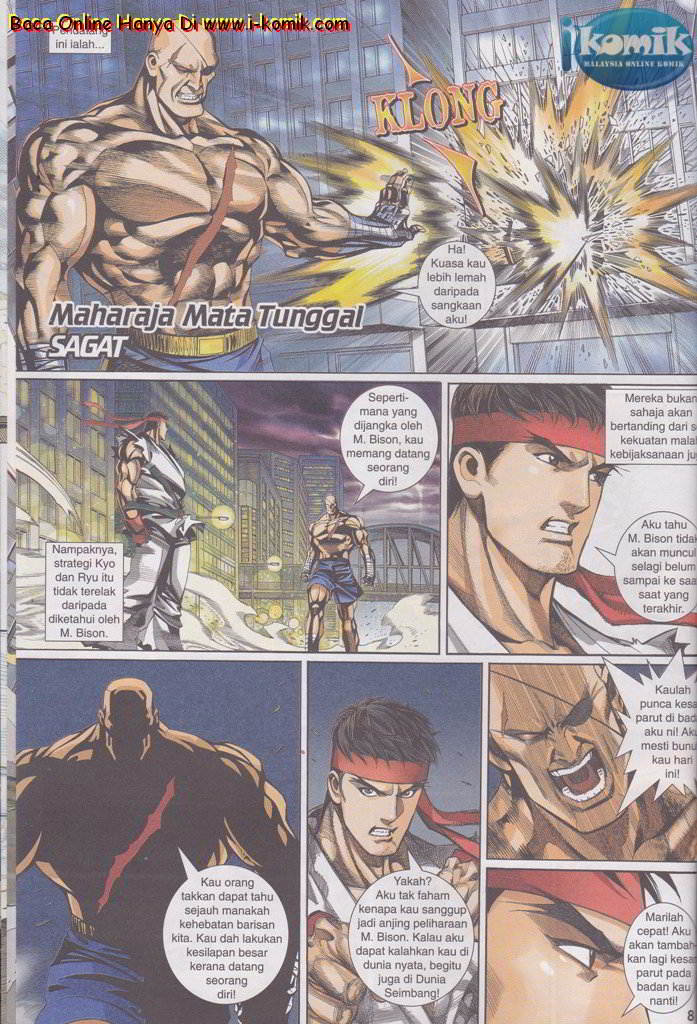 Baca Online Hanya Di www.i-komik.com
ini ialah...
i komik
MALAYSIA ONLINE KOMIK
KLONG
Ha!
Kuasa kau
lebih lemah
daripada
sangkaan
aku!
Maharaja Mata Tunggal
SAGAT
Seperti-
mana yang
dijangka oleh
M. Bison, kau
memang datang
seorang
diri!
Nampaknya,
strategi Kyo
dan Ryu itu
tidak terelak
daripada
diketahui oleh
M. Bison.
Mereka bukan
sahaja akan
bertanding dari s
kekuatan mala
kebijaksanaan ju
Aku tahu
M. Bison tidak
akan muncul
selagi belum
sampai ke saa
saat yang
terakhir.
Kau orang
takkan dapat tahu
sejauh manakah
kehebatan barisan
kita. Kau dah lakukan
kesilapan besar
kerana datang
seorang
diri!
Yakah?
Aku tak faham
kenapa kau sanggup
jadi anjing peliharaan
M. Bison. Kalau aku
dapat kalahkan kau di
dunia nyata, begitu
juga di Dunia
Seimbang!
Kaulah
punca kesa
parut di bad
aku ni! Aku
mesti bunu
kau hari
ini!
Marilah
cepat! Aku
akan tambah-
kan lagi kesan
parut pada
badan kau
nanti!
8